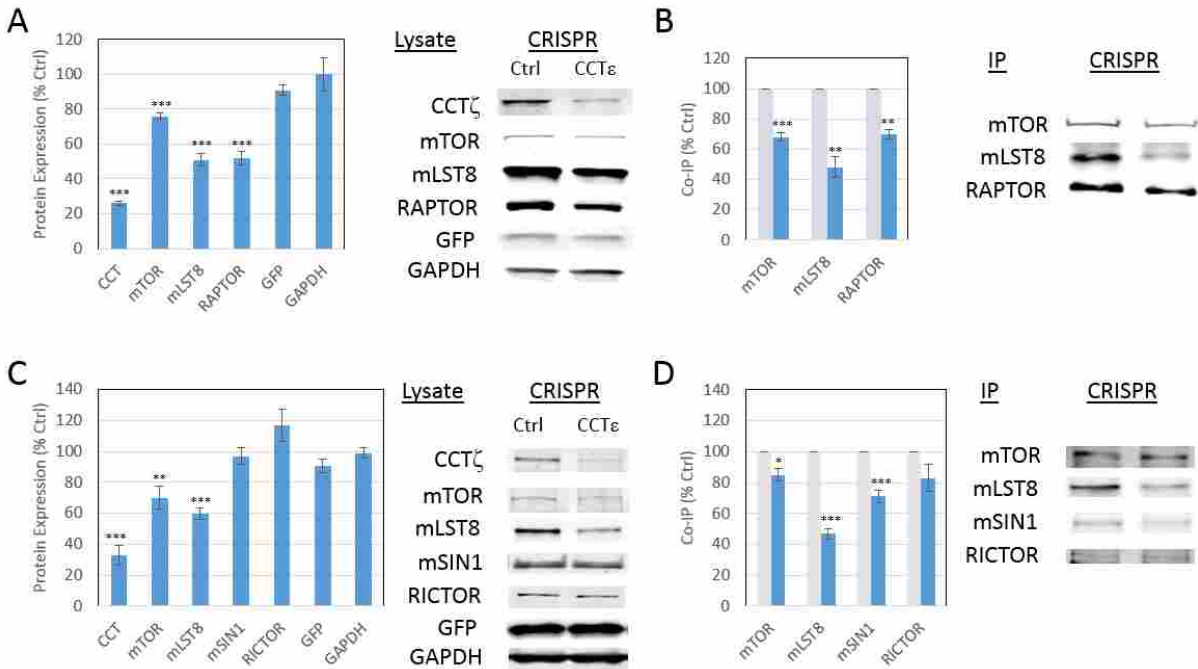 A
Protein Expression (% Ctrl)
120
100
80
60
40
20
0
***
***
***
***
CCT
mTOR
mLST8
RAPTOR
GFP
GAPDH
Lysate
CRISPR
Ctrl CCTε
CCTζ
mTOR
mLST8
RAPTOR
GFP
GAPDH
B
Co-IP (% Ctrl)
120
100
80
60
40
20
0
***
**
**
mTOR
mLST8
RAPTOR
IP
CRISPR
mTOR
mLST8
RAPTOR
C
Protein Expression (% Ctrl)
140
120
100
80
60
40
20
0
***
**
***
CCT
mTOR
mLST8
mSIN1
RICTOR
GFP
GAPDH
Lysate
CRISPR
Ctrl CCTε
CCTζ
mTOR
mLST8
mSIN1
RICTOR
GFP
GAPDH
D
Co-IP (% Ctrl)
140
120
100
80
60
40
20
0
*
***
***
mTOR
mLST8
mSIN1
RICTOR
IP
CRISPR
mTOR
mLST8
mSIN1
RICTOR